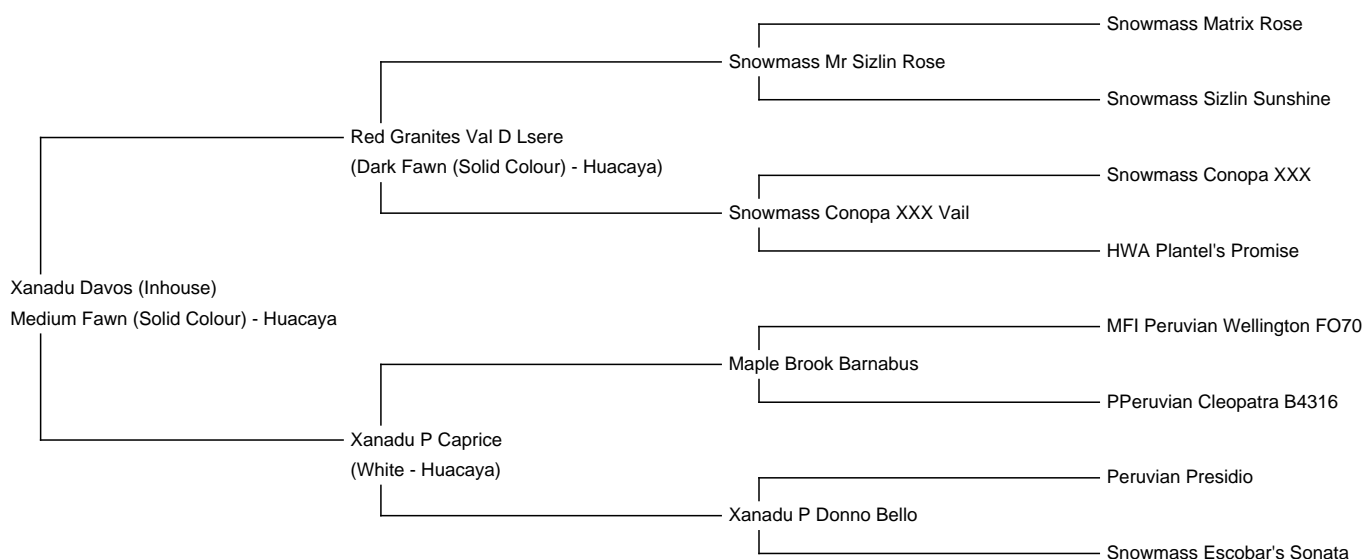 Snowmass Matrix Rose
Snowmass Mr Sizlin Rose
Snowmass Sizlin Sunshine
Red Granites Val D Lsere
(Dark Fawn (Solid Colour) - Huacaya)
Snowmass Conopa XXX
Snowmass Conopa XXX Vail
HWA Plantel's Promise
Xanadu Davos (Inhouse)
Medium Fawn (Solid Colour) - Huacaya
MFI Peruvian Wellington FO70
Maple Brook Barnabus
PPeruvian Cleopatra B4316
Xanadu P Caprice
(White - Huacaya)
Peruvian Presidio
Xanadu P Donno Bello
Snowmass Escobar's Sonata